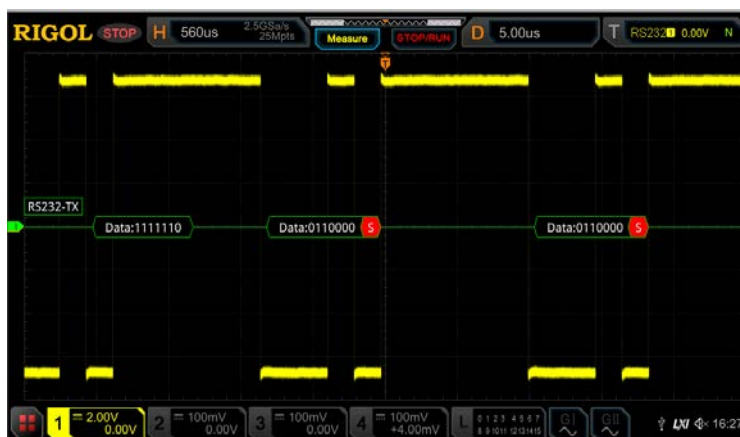 RIGOL STOP H 560us 2.5GSa/s 25Mpts Measure STOP/RUN D 5.00us T RS232 1 0.00V N
T
RS232-TX
Data:1111110 Data:0110000 S Data:0110000 S
1 2.00V 0.00V 2 100mV 0.00V 3 100mV 0.00V 4 100mV +4.00mV L 0 1 2 3 4 5 6 7 8 9 10 11 12 13 14 15 GI GII LXI 16:27